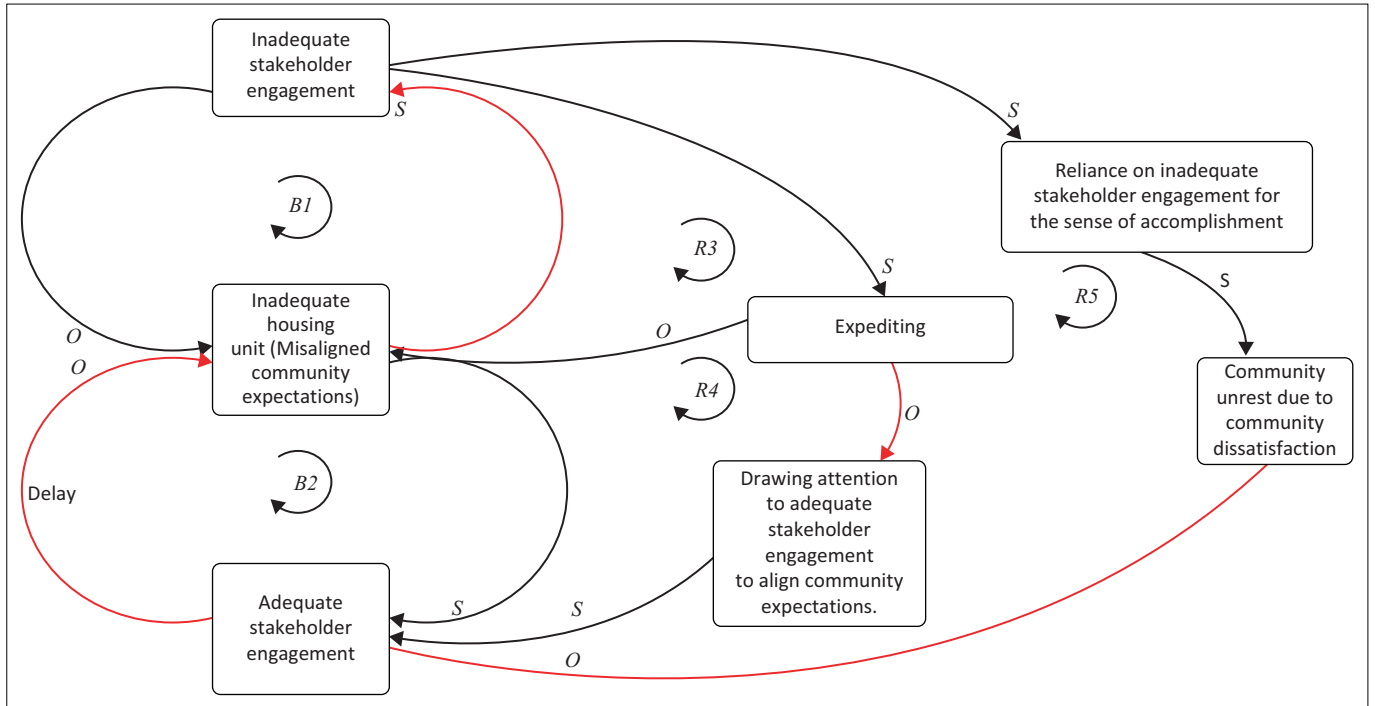 Inadequate
stakeholder
engagement
S
S
Reliance on inadequate
stakeholder engagement for
the sense of accomplishment
B1
R3
S
S
R5
Inadequate
housing
unit (Misaligned
community
expectations)
O
O
Expediting
O
R4
O
Community
unrest due to
community
dissatisfaction
B2
Delay
Drawing attention
to adequate
stakeholder
engagement
to align community
expectations.
Adequate
stakeholder
engagement
S
S
O